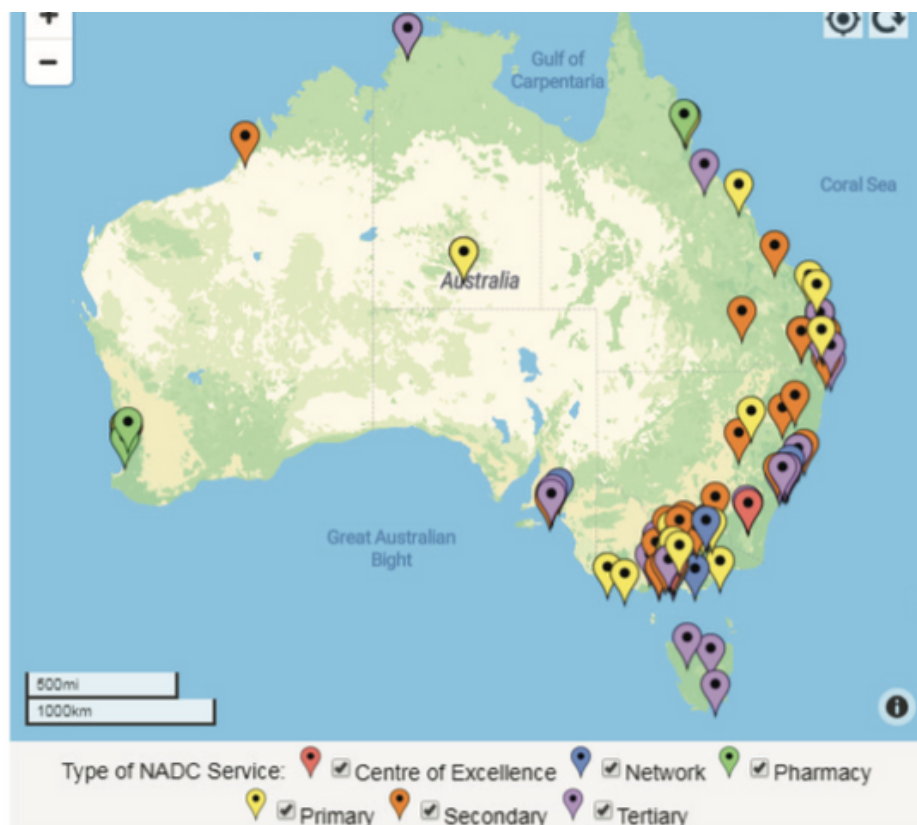 +
−
Gulf of
Carpentaria
Coral Sea
Australia
Great Australian
Bight
500mi
1000km
Type of NADC Service: Centre of Excellence Network Pharmacy
Primary Secondary Tertiary